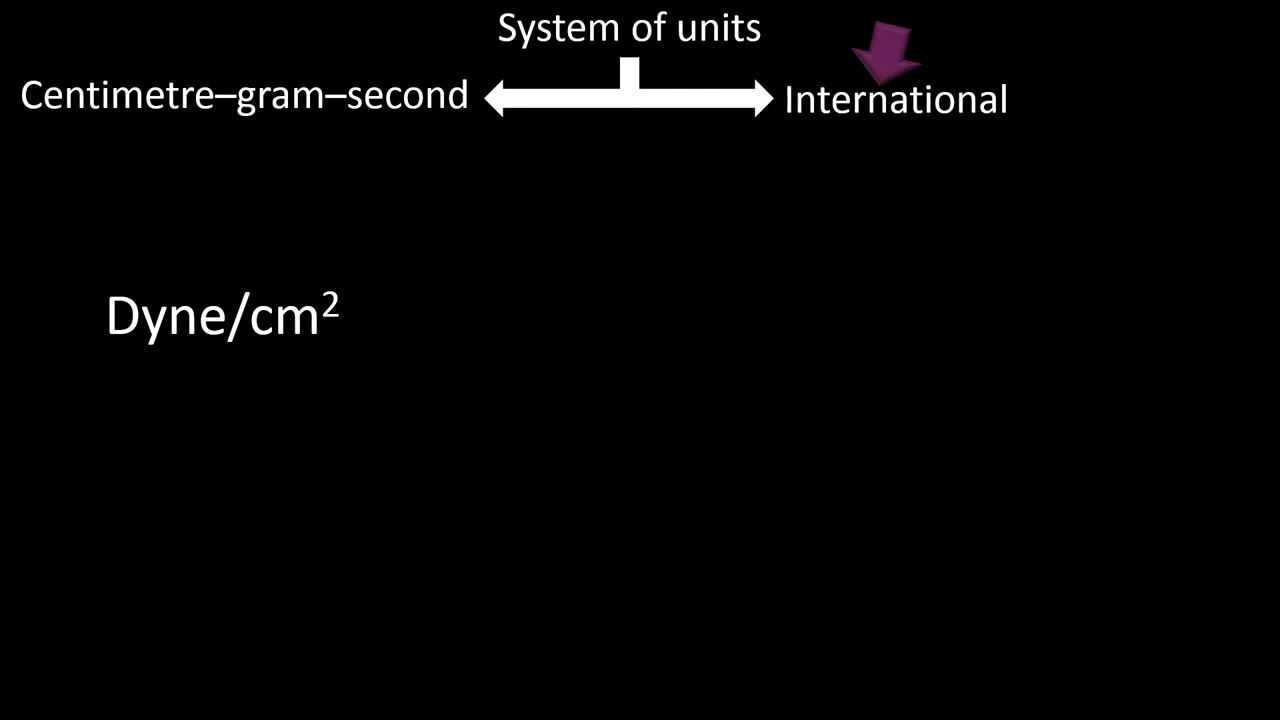 System of units
Centimetre–gram–second
International
Dyne/cm²